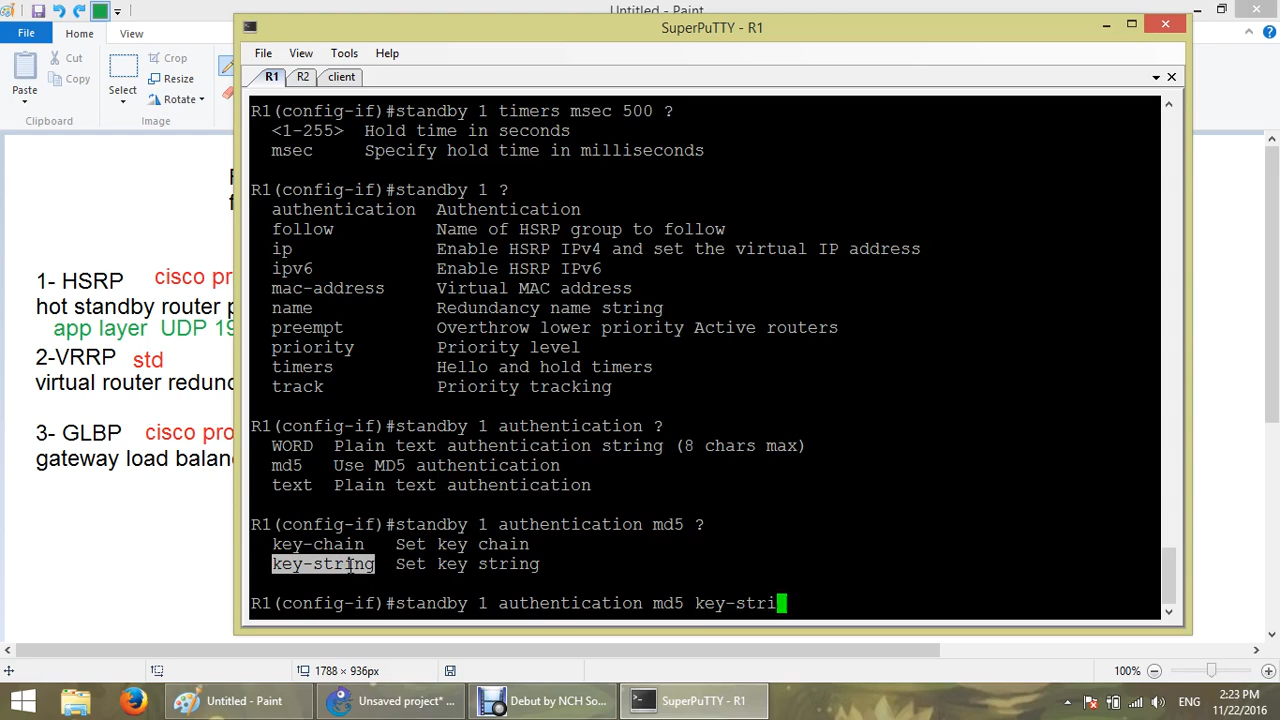 Untitled - Paint
File Home View
Cut
Copy
Paste
Clipboard
Select
Crop
Resize
Rotate
Image
SuperPuTTY - R1
File View Tools Help
R1 R2 client
R1(config-if)#standby 1 timers msec 500 ?
<1-255> Hold time in seconds
msec Specify hold time in milliseconds
R1(config-if)#standby 1 ?
authentication Authentication
follow Name of HSRP group to follow
ip Enable HSRP IPv4 and set the virtual IP address
ipv6 Enable HSRP IPv6
mac-address Virtual MAC address
name Redundancy name string
preempt Overthrow lower priority Active routers
priority Priority level
timers Hello and hold timers
track Priority tracking
R1(config-if)#standby 1 authentication ?
WORD Plain text authentication string (8 chars max)
md5 Use MD5 authentication
text Plain text authentication
R1(config-if)#standby 1 authentication md5 ?
key-chain Set key chain
key-string Set key string
R1(config-if)#standby 1 authentication md5 key-stri
1- HSRP cisco pr
hot standby router p
app layer UDP 19
2-VRRP std
virtual router redund
3- GLBP cisco pro
gateway load balan
1788 × 936px
100%
Untitled - Paint
Unsaved project* ...
Debut by NCH So...
SuperPuTTY - R1
ENG
2:23 PM
11/22/2016